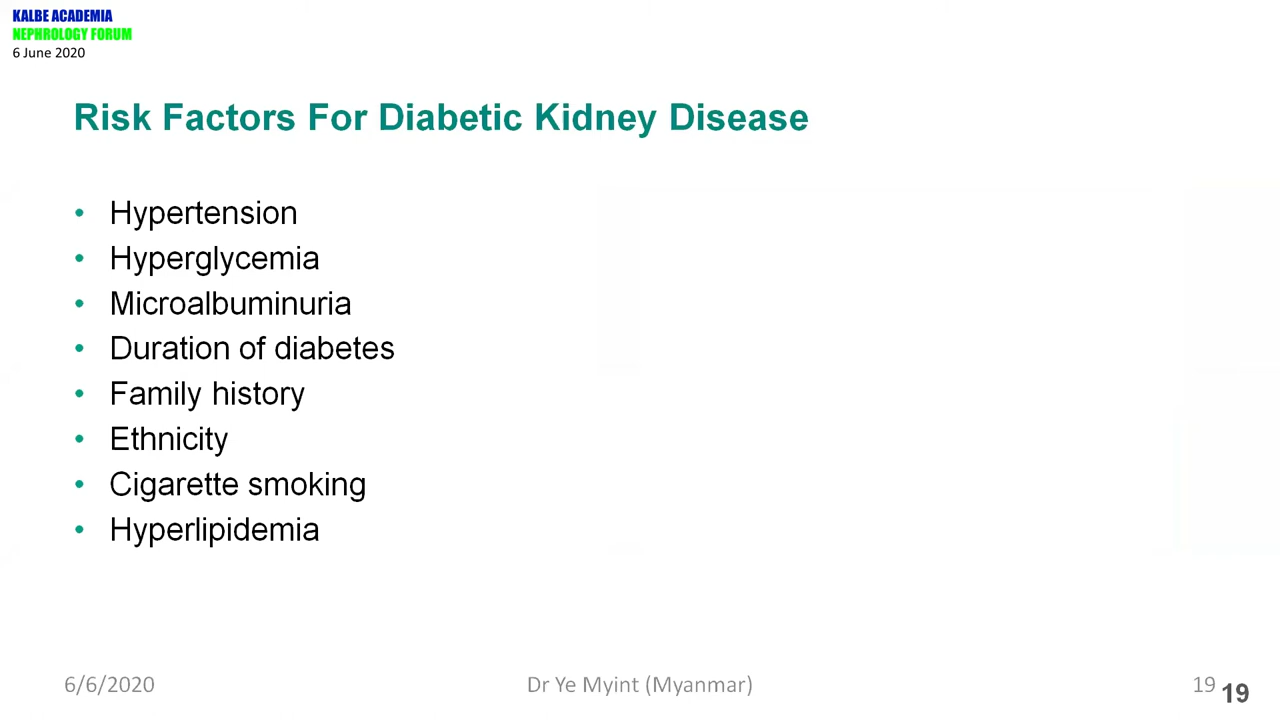 KALBE ACADEMIA
NEPHROLOGY FORUM
6 June 2020
Risk Factors For Diabetic Kidney Disease
• Hypertension
• Hyperglycemia
• Microalbuminuria
• Duration of diabetes
• Family history
• Ethnicity
• Cigarette smoking
• Hyperlipidemia
6/6/2020 Dr Ye Myint (Myanmar) 19 19